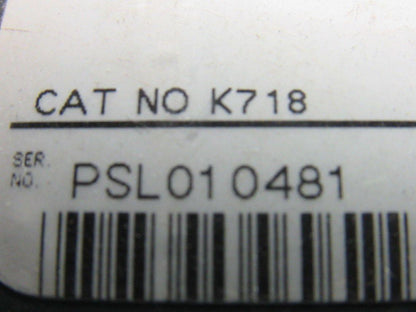 CAT NO K718
SER.
NO. PSL010481